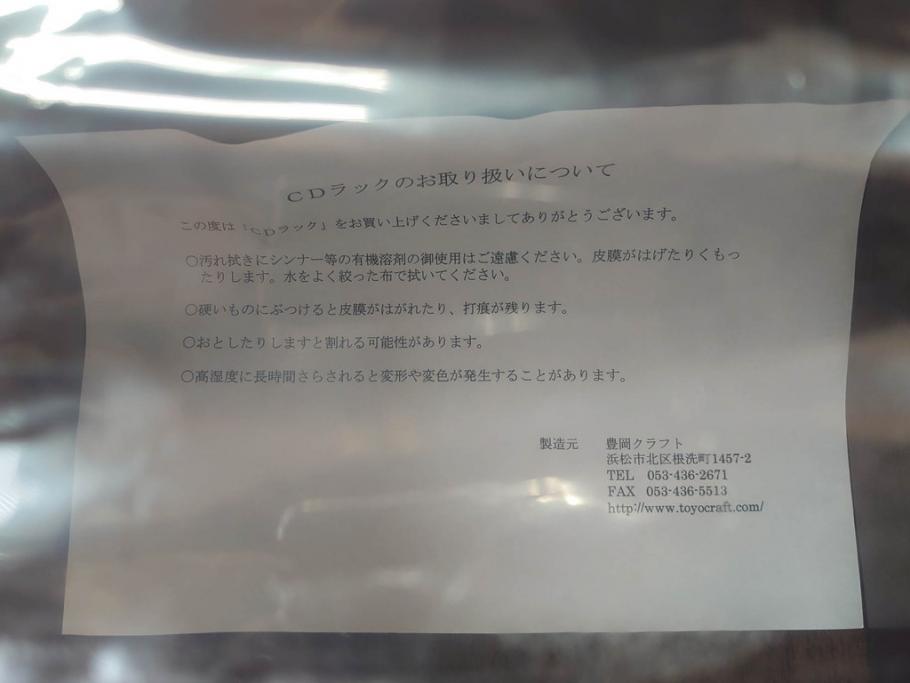 CDラックのお取り扱いについて
この度は「CDラック」をお買い上げくださいましてありがとうございます。
○汚れ拭きにシンナー等の有機溶剤の御使用はご遠慮ください。皮膜がはげたりくもっ
たりします。水をよく絞った布で拭いてください。
○硬いものにぶつけると皮膜がはがれたり、打痕が残ります。
○おとしたりしますと割れる可能性があります。
○高湿度に長時間さらされると変形や変色が発生することがあります。
製造元 豊岡クラフト
浜松市北区根洗町1457-2
TEL 053-436-2671
FAX 053-436-5513
http://www.toyocraft.com/